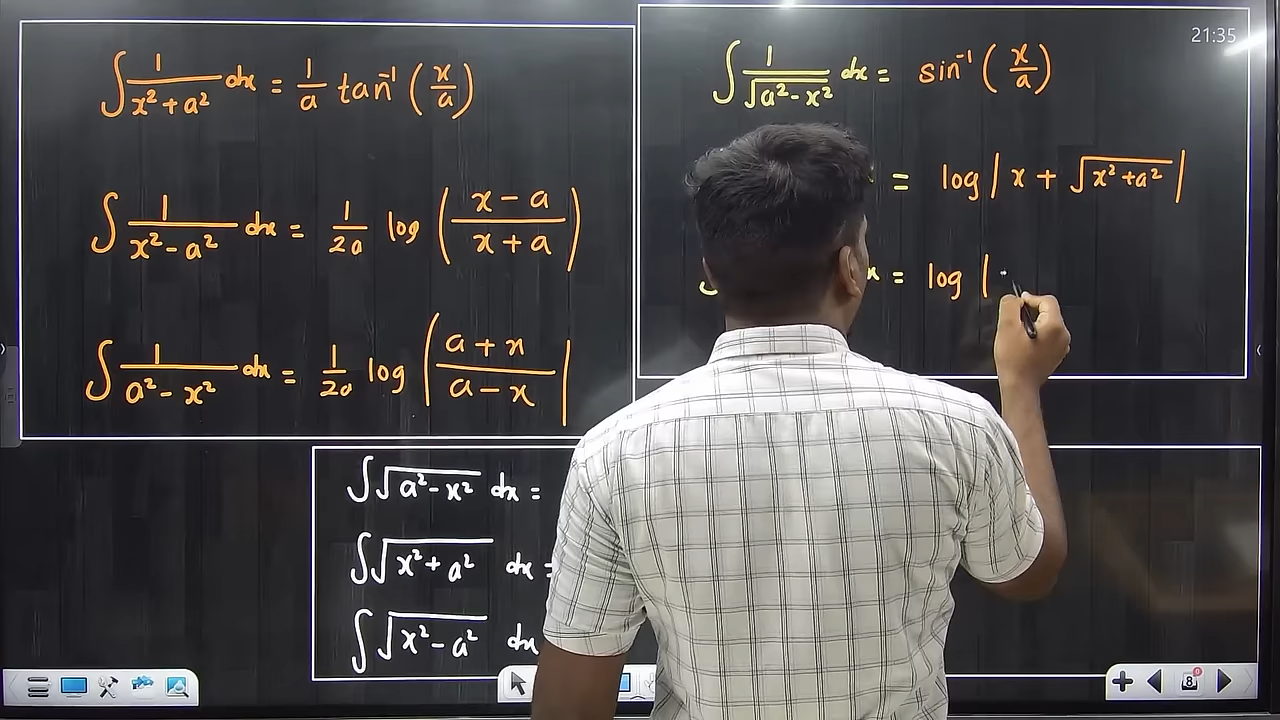 ∫ 1/(x² + a²) dx = 1/a tan⁻¹ (x/a)
∫ 1/(x² - a²) dx = 1/2a log ((x - a)/(x + a))
∫ 1/(a² - x²) dx = 1/2a log |(a + x)/(a - x)|
21:35
∫ 1/√(a² - x²) dx = sin⁻¹ (x/a)
= log | x + √(x² + a²) |
x = log |
∫ √(a² - x²) dx =
∫ √(x² + a²) dx =
∫ √(x² - a²) dx
8